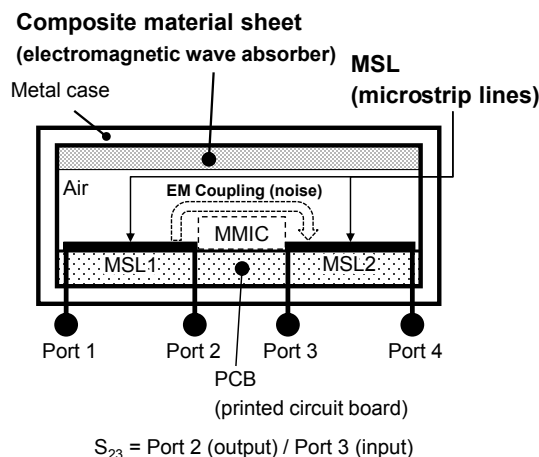 Composite material sheet
(electromagnetic wave absorber)
MSL
(microstrip lines)
Metal case
Air
EM Coupling (noise)
MMIC
MSL1
MSL2
Port 1
Port 2
Port 3
Port 4
PCB
(printed circuit board)
S₂₃ = Port 2 (output) / Port 3 (input)